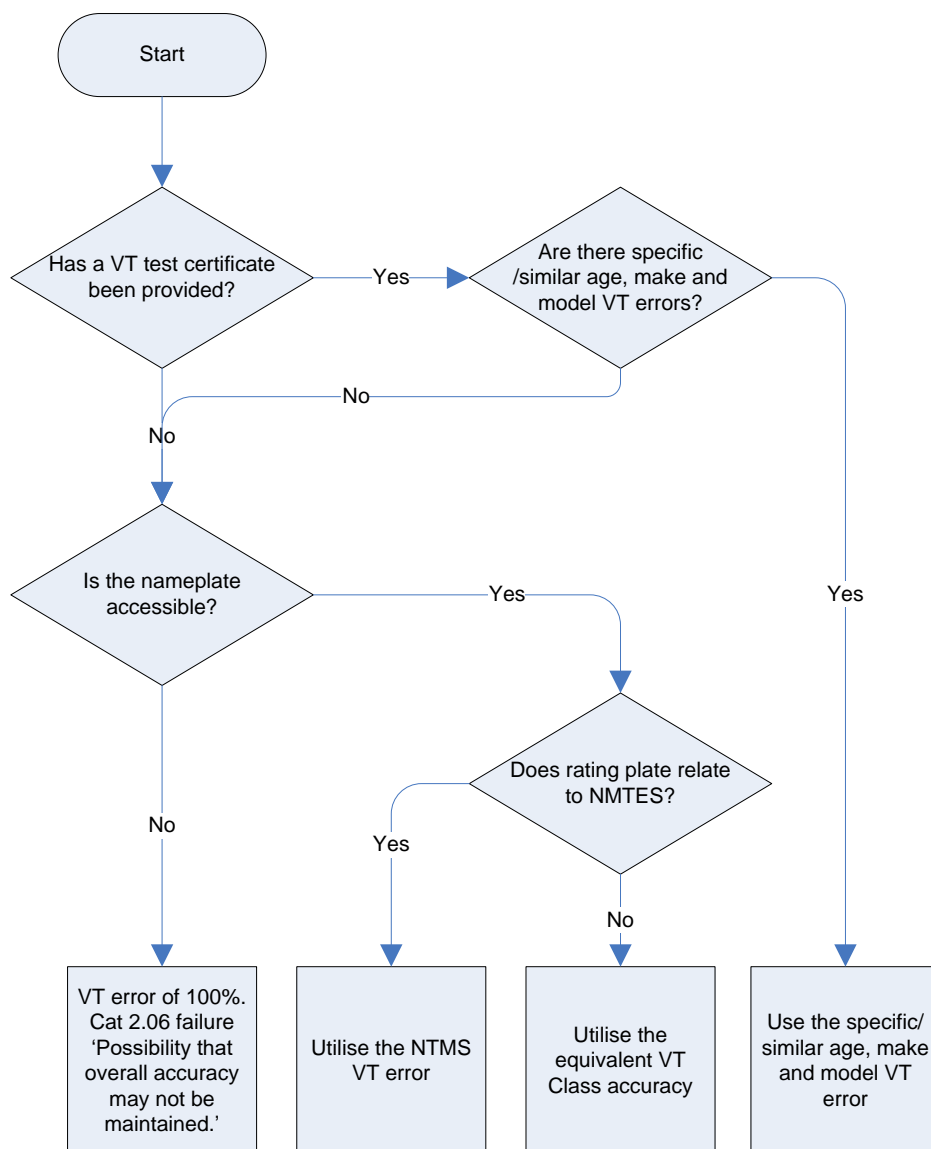 Start
Has a VT test certificate
been provided?
Yes
Are there specific
/similar age, make and
model VT errors?
No
No
Is the nameplate
accessible?
Yes
Yes
Does rating plate relate
to NMTES?
No
Yes
No
VT error of 100%.
Cat 2.06 failure
‘Possibility that
overall accuracy
may not be
maintained.’
Utilise the NTMS
VT error
Utilise the
equivalent VT
Class accuracy
Use the specific/
similar age, make
and model VT
error